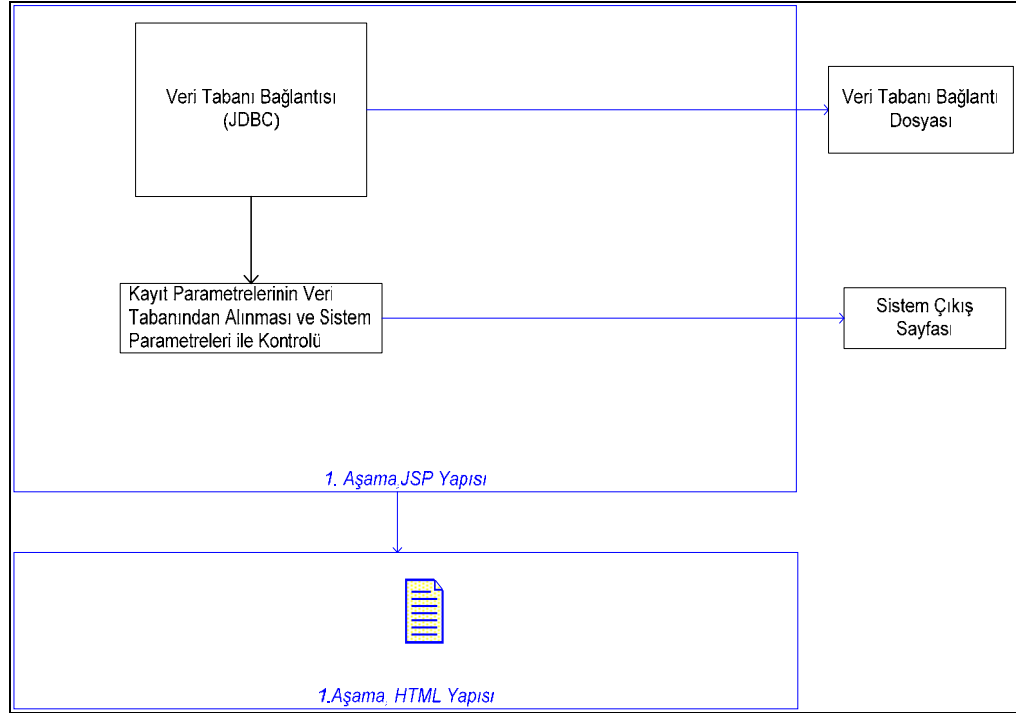 Veri Tabanı Bağlantısı
(JDBC)
Veri Tabanı Bağlantı
Dosyası
Kayıt Parametrelerinin Veri
Tabanından Alınması ve Sistem
Parametreleri ile Kontrolü
Sistem Çıkış
Sayfası
1. Aşama,JSP Yapısı
1.Aşama, HTML Yapısı